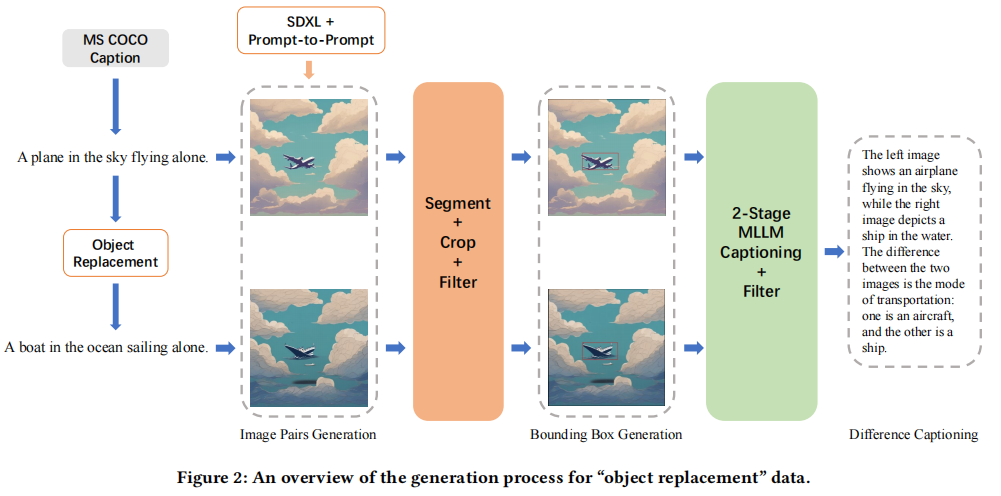 SDXL +
Prompt-to-Prompt
MS COCO
Caption
A plane in the sky flying alone.
Object
Replacement
A boat in the ocean sailing alone.
Image Pairs Generation
Segment
+
Crop
+
Filter
Bounding Box Generation
2-Stage
MLLM
Captioning
+
Filter
The left image
shows an airplane
flying in the sky,
while the right
image depicts a
ship in the water.
The difference
between the two
images is the mode
of transportation:
one is an aircraft,
and the other is a
ship.
Difference Captioning
Figure 2: An overview of the generation process for “object replacement” data.